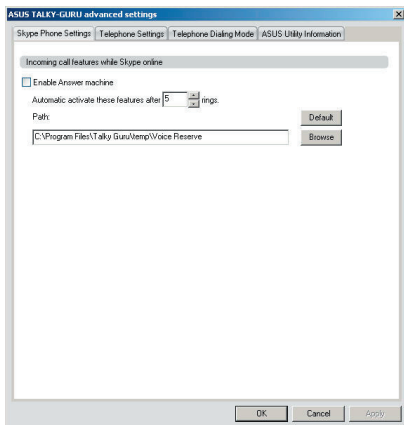 ASUS TALKY-GURU advanced settings
Skype Phone Settings Telephone Settings Telephone Dialing Mode ASUS Utility Information
Incoming call features while Skype online
Enable Answer machine
Automatic activate these features after 5 rings.
Path: Default
C:\Program Files\Talky Guru\temp\Voice Reserve Browse
OK Cancel Apply